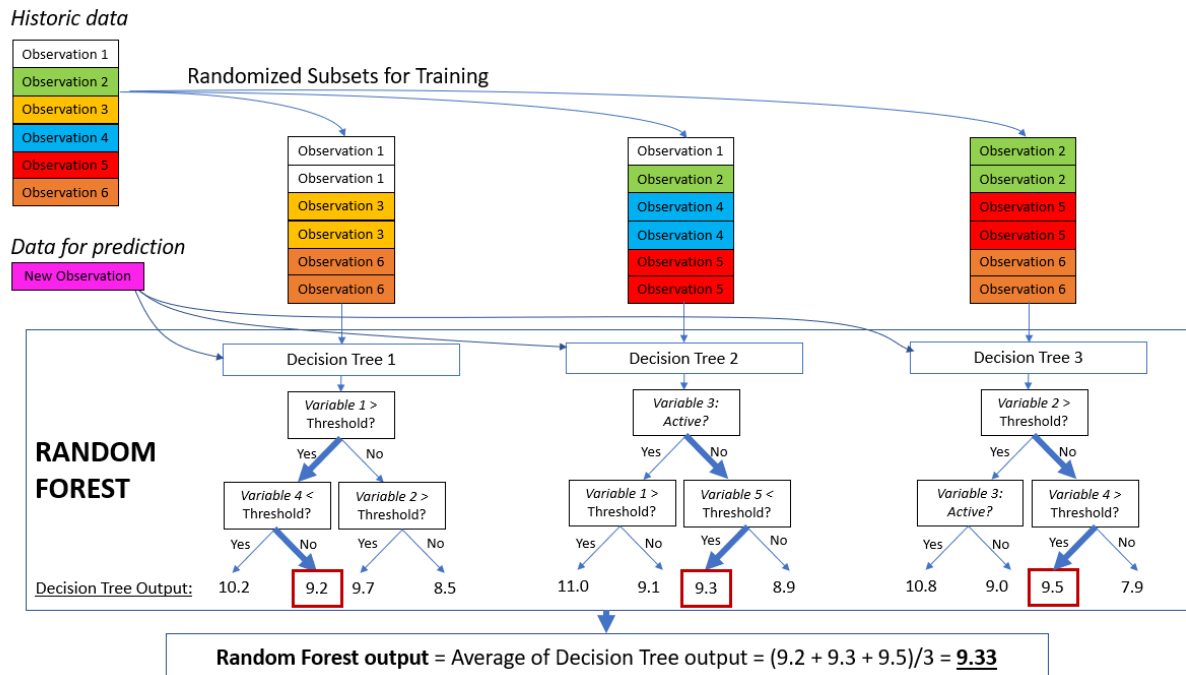 Historic data
Observation 1
Observation 2
Observation 3
Observation 4
Observation 5
Observation 6
Randomized Subsets for Training
Observation 1
Observation 1
Observation 3
Observation 3
Observation 6
Observation 6
Observation 1
Observation 2
Observation 4
Observation 4
Observation 5
Observation 5
Observation 2
Observation 2
Observation 5
Observation 5
Observation 6
Observation 6
Data for prediction
New Observation
RANDOM
FOREST
Decision Tree 1
Variable 1 >
Threshold?
Yes No
Variable 4 <
Threshold?
Variable 2 >
Threshold?
Yes No Yes No
Decision Tree Output: 10.2 9.2 9.7 8.5
Decision Tree 2
Variable 3:
Active?
Yes No
Variable 1 >
Threshold?
Variable 5 <
Threshold?
Yes No Yes No
11.0 9.1 9.3 8.9
Decision Tree 3
Variable 2 >
Threshold?
Yes No
Variable 3:
Active?
Variable 4 >
Threshold?
Yes No Yes No
10.8 9.0 9.5 7.9
Random Forest output = Average of Decision Tree output = (9.2 + 9.3 + 9.5)/3 = 9.33